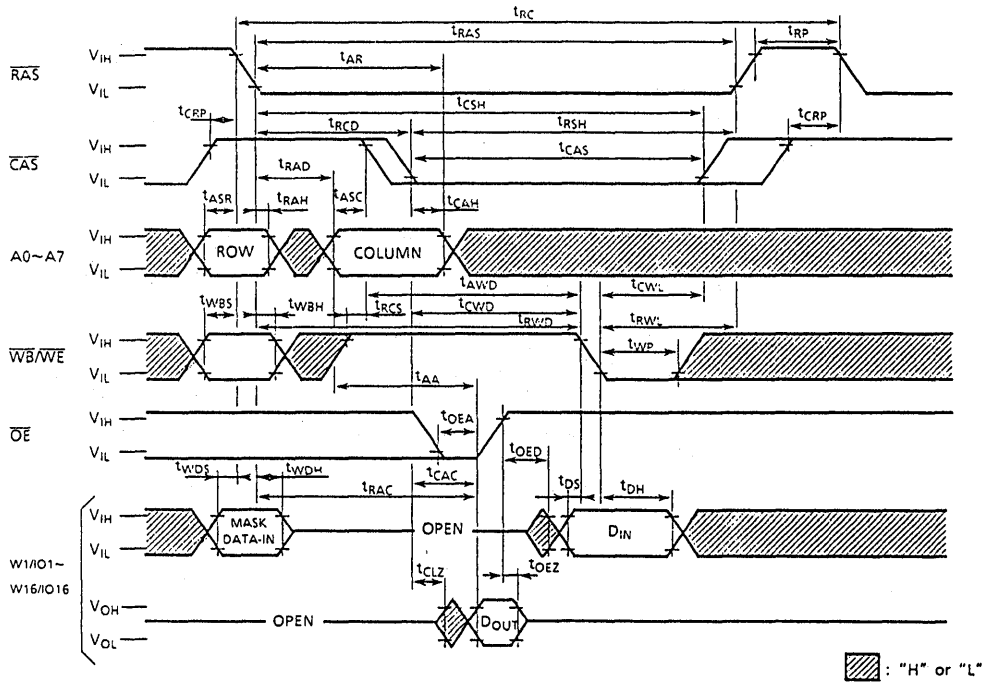 tRC
tRAS
tRP
RAS
VIH
VIL
tAR
tCSH
tCRP
tRCD
tRSH
tCRP
CAS
VIH
VIL
tRAD
tCAS
tASR
tRAH
tASC
tCAH
A0~A7
VIH
VIL
ROW
COLUMN
tAWD
tCWL
tWBS
tWBH
tRCS
tCWD
tRWD
tRWL
WB/WE
VIH
VIL
tWP
tAA
OE
VIH
VIL
tOEA
tOED
tWDS
tWDH
tCAC
tRAC
tDS
tDH
VIH
VIL
MASK
DATA-IN
OPEN
DIN
W1/IO1~
W16/IO16
tCLZ
tOEZ
VOH
VOL
OPEN
DOUT
: "H" or "L"